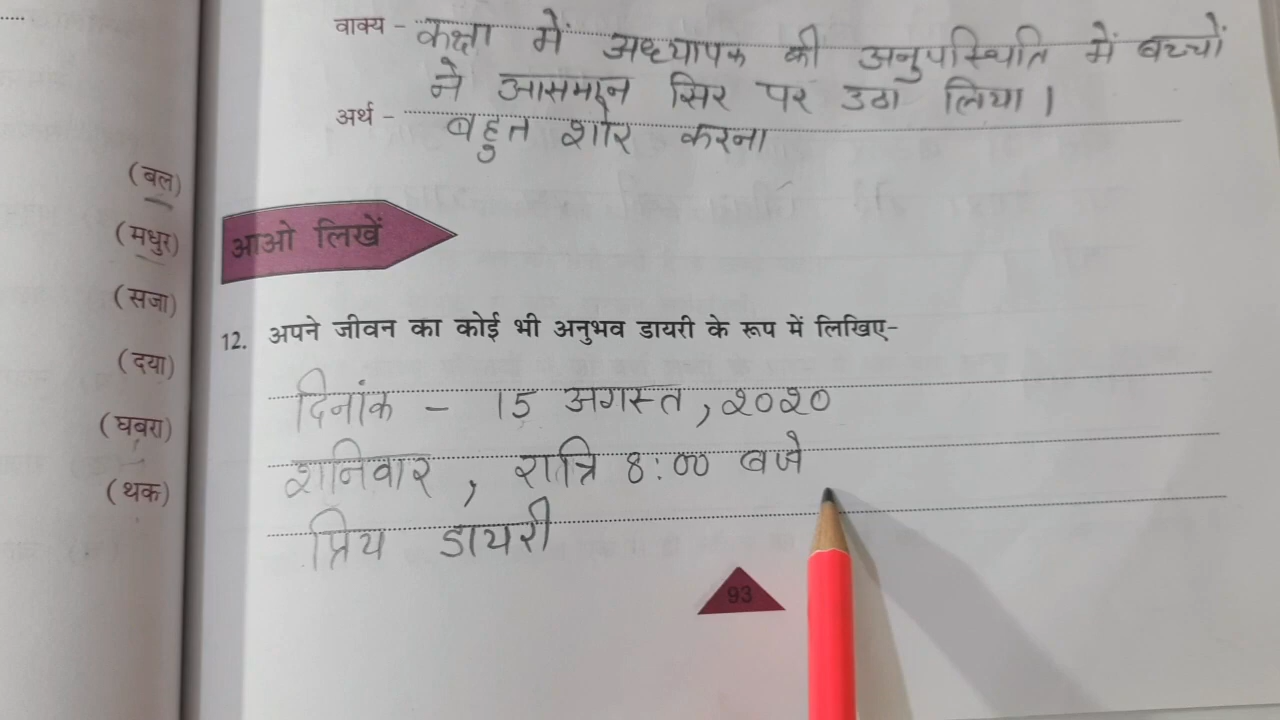 वाक्य - कक्षा में अध्यापक की अनुपस्थिति में बच्चों
ने आसमान सिर पर उठा लिया।
अर्थ - बहुत शोर करना
(बल)
(मधुर)
(सजा)
(दया)
(घबरा)
(थक)
आओ लिखें
12. अपने जीवन का कोई भी अनुभव डायरी के रूप में लिखिए-
दिनांक - 15 अगस्त, २०२०
शनिवार, रात्रि 8:00 बजे
प्रिय डायरी
93